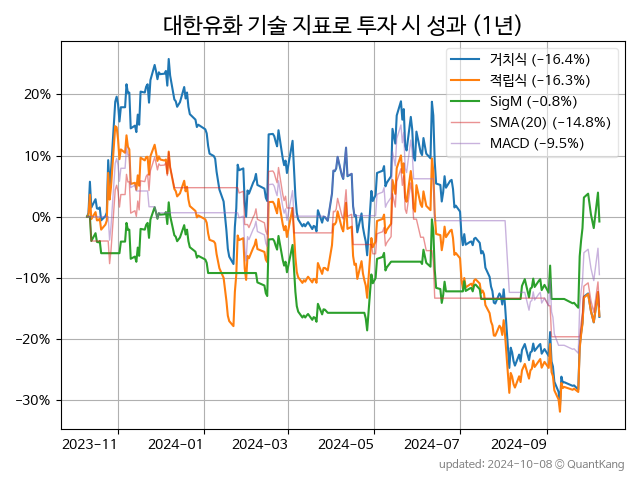 대한유화 기술 지표로 투자 시 성과 (1년)
거치식 (−16.4%)
적립식 (−16.3%)
SigM (−0.8%)
SMA(20) (−14.8%)
MACD (−9.5%)
20%
10%
0%
−10%
−20%
−30%
2023−11 2024−01 2024−03 2024−05 2024−07 2024−09
updated: 2024-10-08 @ QuantKang